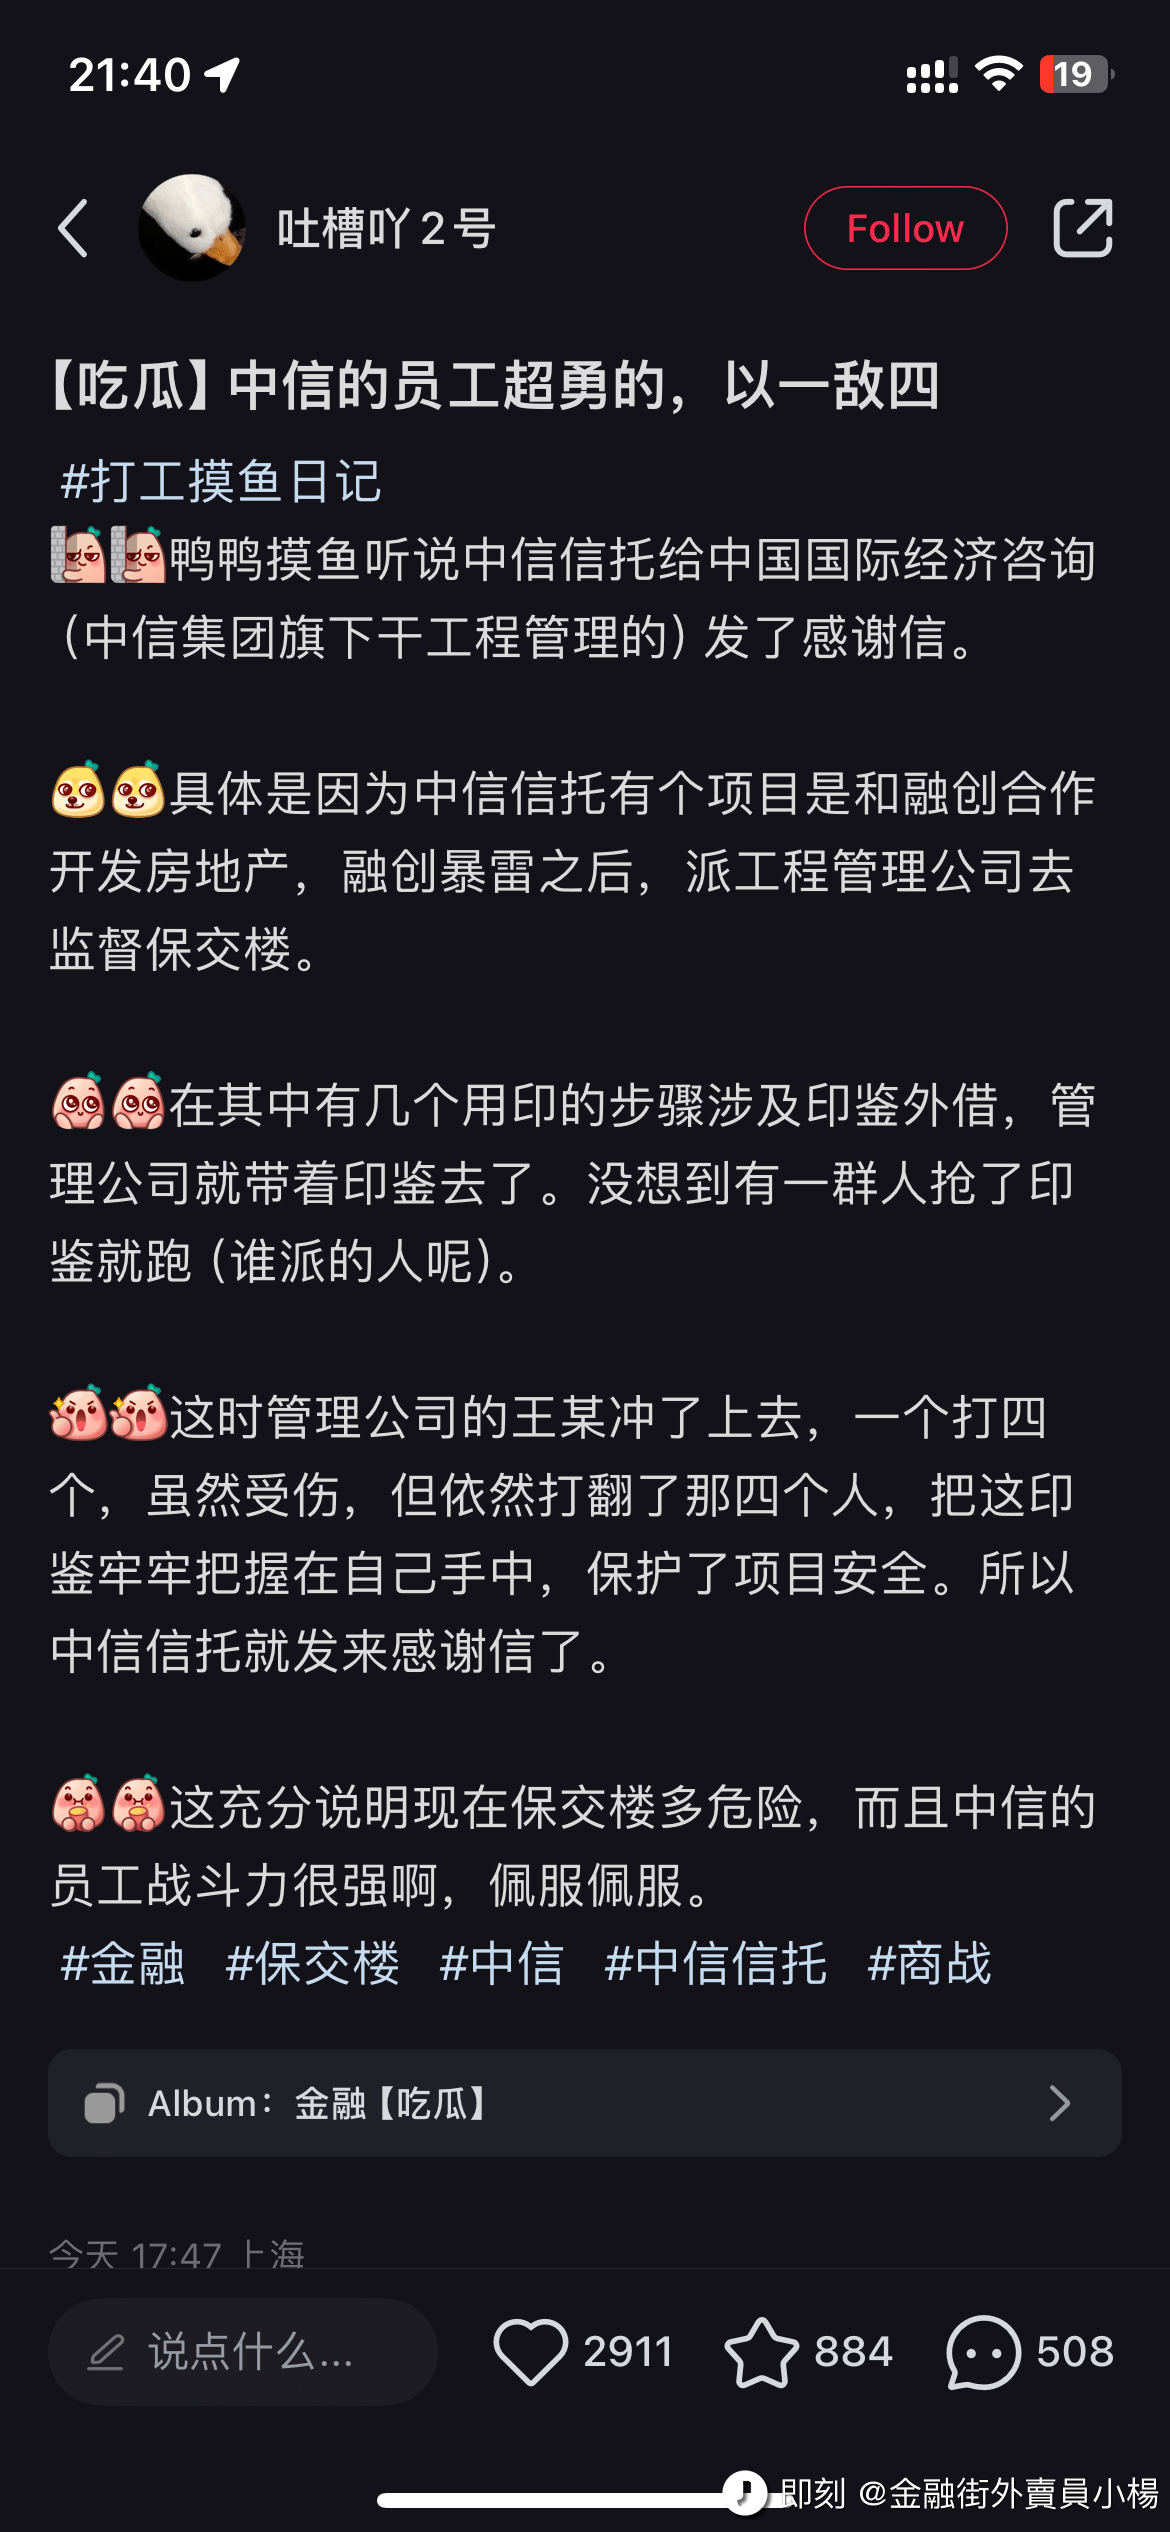 21:40
19
吐槽吖2号
Follow
【吃瓜】中信的员工超勇的，以一敌四
#打工摸鱼日记
鸭鸭摸鱼听说中信信托给中国国际经济咨询
（中信集团旗下干工程管理的）发了感谢信。
具体是因为中信信托有个项目是和融创合作
开发房地产，融创暴雷之后，派工程管理公司去
监督保交楼。
在其中有几个用印的步骤涉及印鉴外借，管
理公司就带着印鉴去了。没想到有一群人抢了印
鉴就跑（谁派的人呢）。
这时管理公司的王某冲了上去，一个打四
个，虽然受伤，但依然打翻了那四个人，把这印
鉴牢牢把握在自己手中，保护了项目安全。所以
中信信托就发来感谢信了。
这充分说明现在保交楼多危险，而且中信的
员工战斗力很强啊，佩服佩服。
#金融 #保交楼 #中信 #中信信托 #商战
Album：金融【吃瓜】
今天 17:47 上海
说点什么...
2911
884
508
即刻 @金融街外賣員小楊